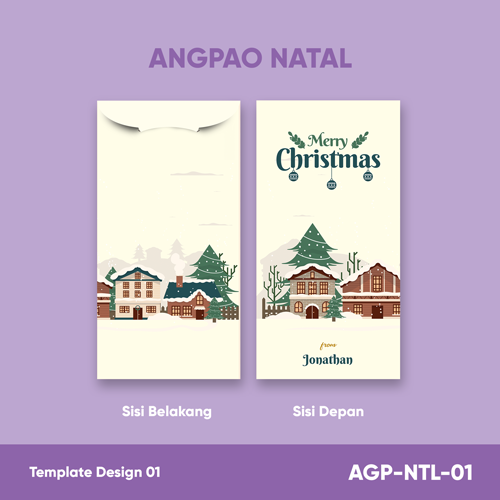 ANGPAO NATAL
Merry
Christmas
from
Jonathan
Sisi Belakang
Sisi Depan
Template Design 01
AGP-NTL-01